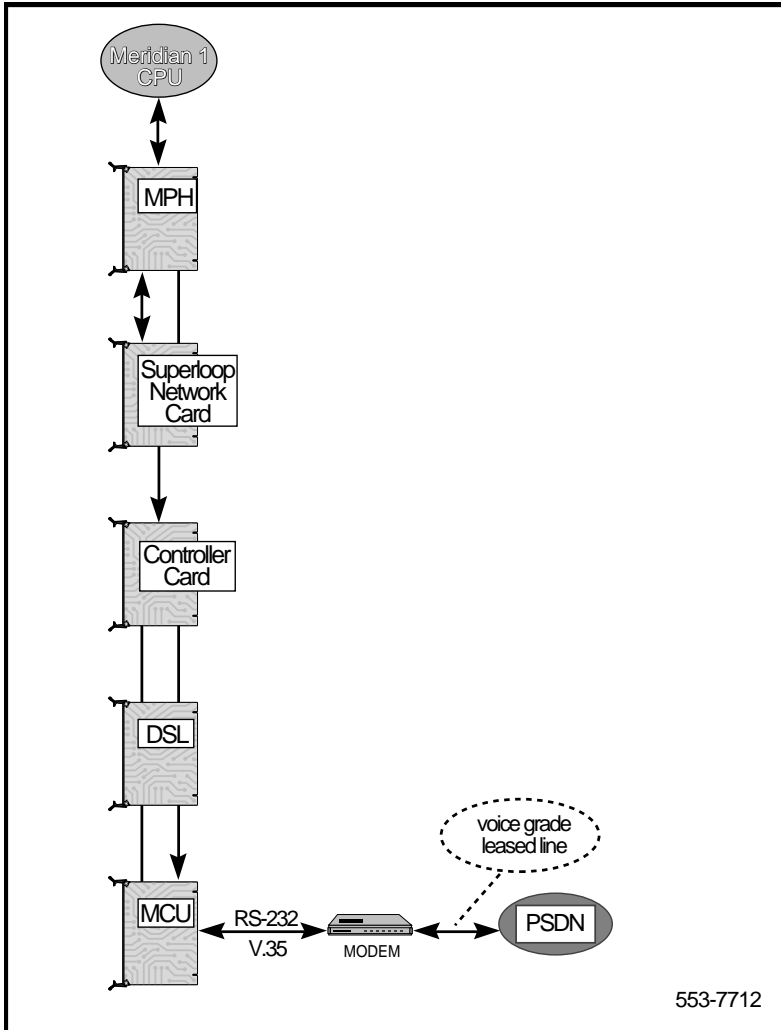 Meridian 1
CPU
MPH
Superloop
Network
Card
Controller
Card
DSL
voice grade
leased line
MCU
RS-232
V.35
MODEM
PSDN
553-7712